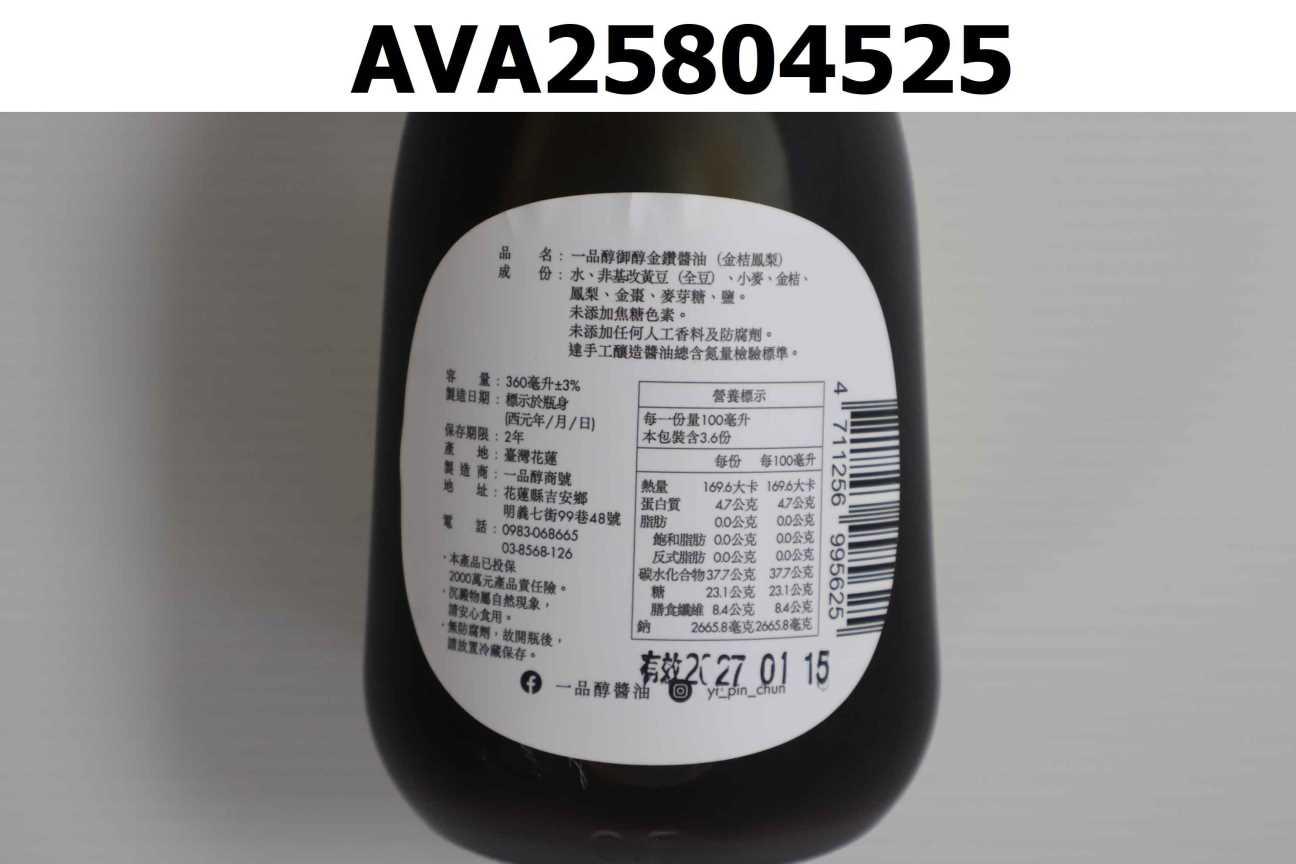 AVA25804525
品 名：一品醇御醇金鑽醬油（金桔鳳梨）
成 份：水、非基改黃豆（全豆）、小麥、金桔、
鳳梨、金棗、麥芽糖、鹽。
未添加焦糖色素。
未添加任何人工香料及防腐劑。
達手工釀造醬油總含氮量檢驗標準。
容 量：360毫升±3%
製造日期：標示於瓶身
(西元年/月/日)
保存期限：2年
產 地：臺灣花蓮
製造商：一品醇商號
地 址：花蓮縣吉安鄉
明義七街99巷48號
電 話：0983-068665
03-8568-126
·本產品已投保
2000萬元產品責任險。
·沉澱物屬自然現象，
請安心食用。
·無防腐劑，故開瓶後，
請放置冷藏保存。
營養標示
每一份量100毫升
本包裝含3.6份
每份 每100毫升
熱量 169.6大卡 169.6大卡
蛋白質 4.7公克 4.7公克
脂肪 0.0公克 0.0公克
飽和脂肪 0.0公克 0.0公克
反式脂肪 0.0公克 0.0公克
碳水化合物 37.7公克 37.7公克
糖 23.1公克 23.1公克
膳食纖維 8.4公克 8.4公克
鈉 2665.8毫克 2665.8毫克
4 711256 995625
有效2027 01 15
一品醇醬油 yi_pin_chun